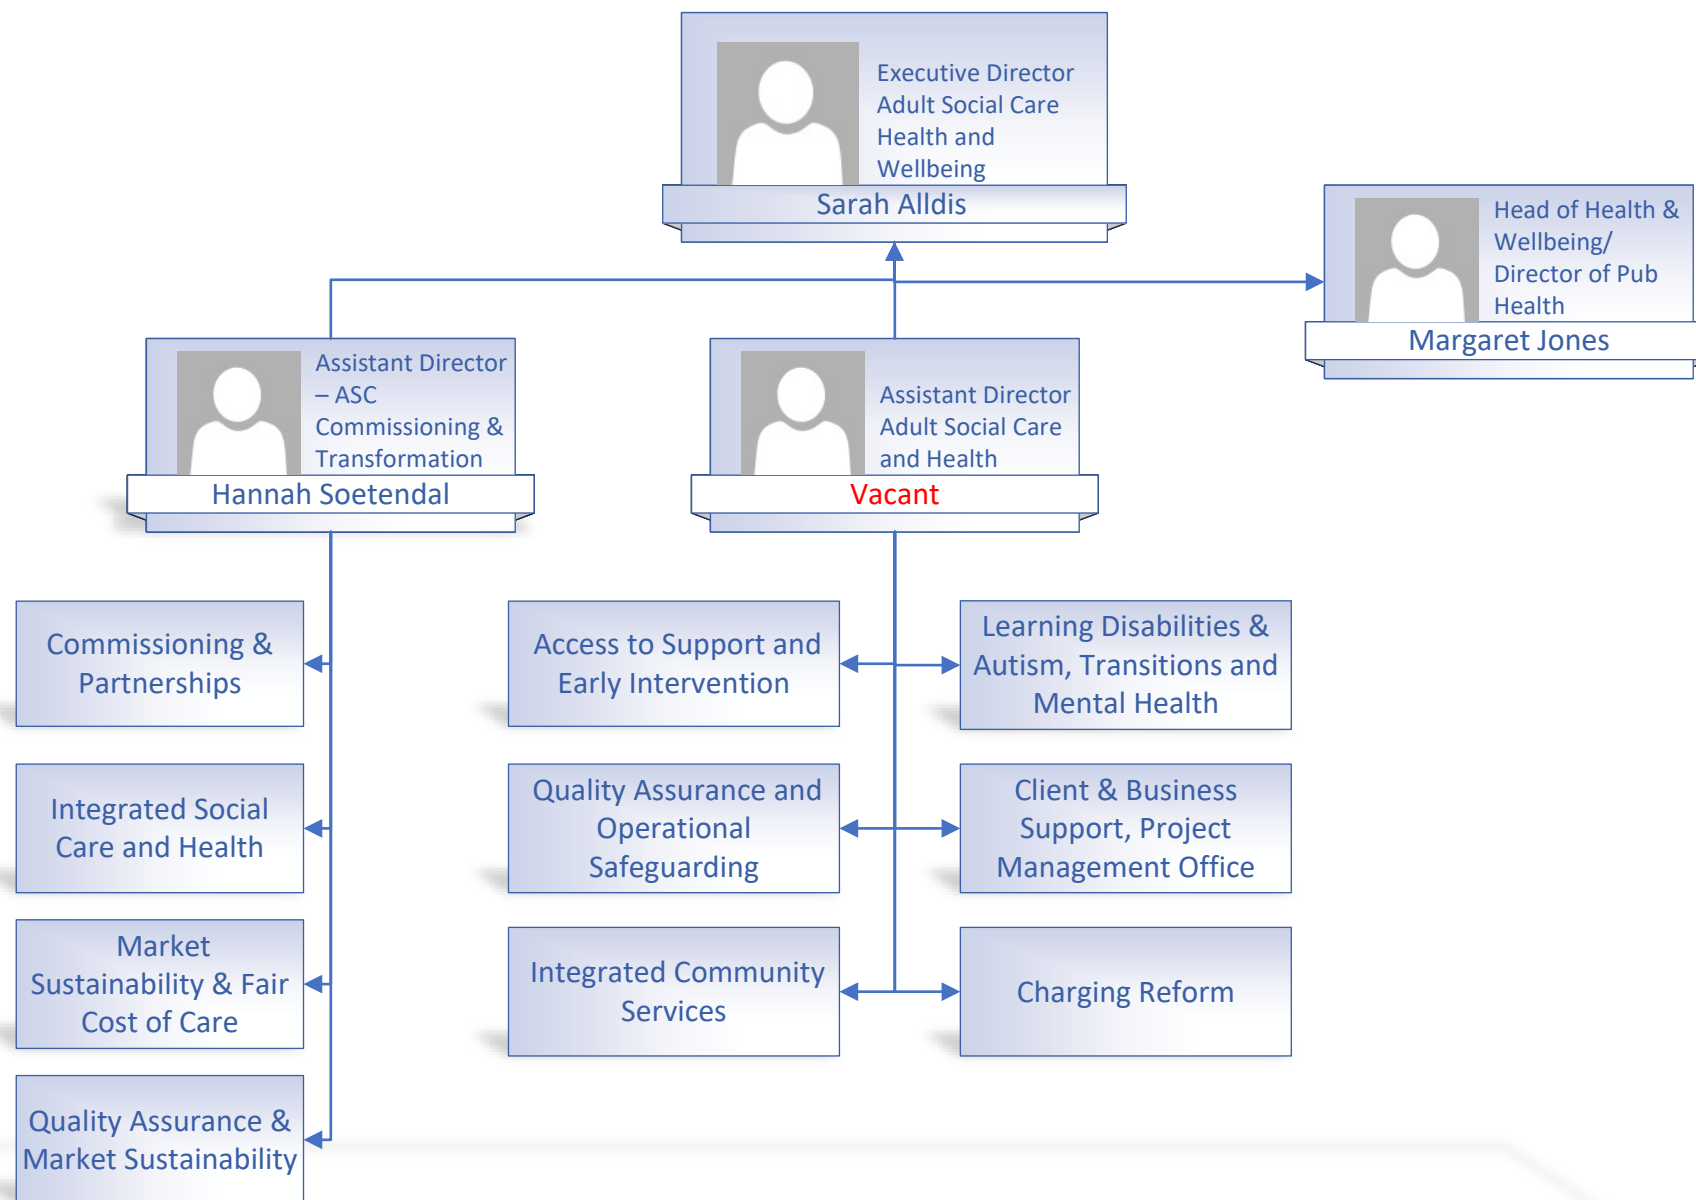 Executive Director
Adult Social Care
Health and
Wellbeing
Sarah Alldis
Head of Health &
Wellbeing/
Director of Pub
Health
Margaret Jones
Assistant Director
– ASC
Commissioning &
Transformation
Hannah Soetendal
Assistant Director
Adult Social Care
and Health
Vacant
Commissioning &
Partnerships
Integrated Social
Care and Health
Market
Sustainability & Fair
Cost of Care
Quality Assurance &
Market Sustainability
Access to Support and
Early Intervention
Quality Assurance and
Operational
Safeguarding
Integrated Community
Services
Learning Disabilities &
Autism, Transitions and
Mental Health
Client & Business
Support, Project
Management Office
Charging Reform